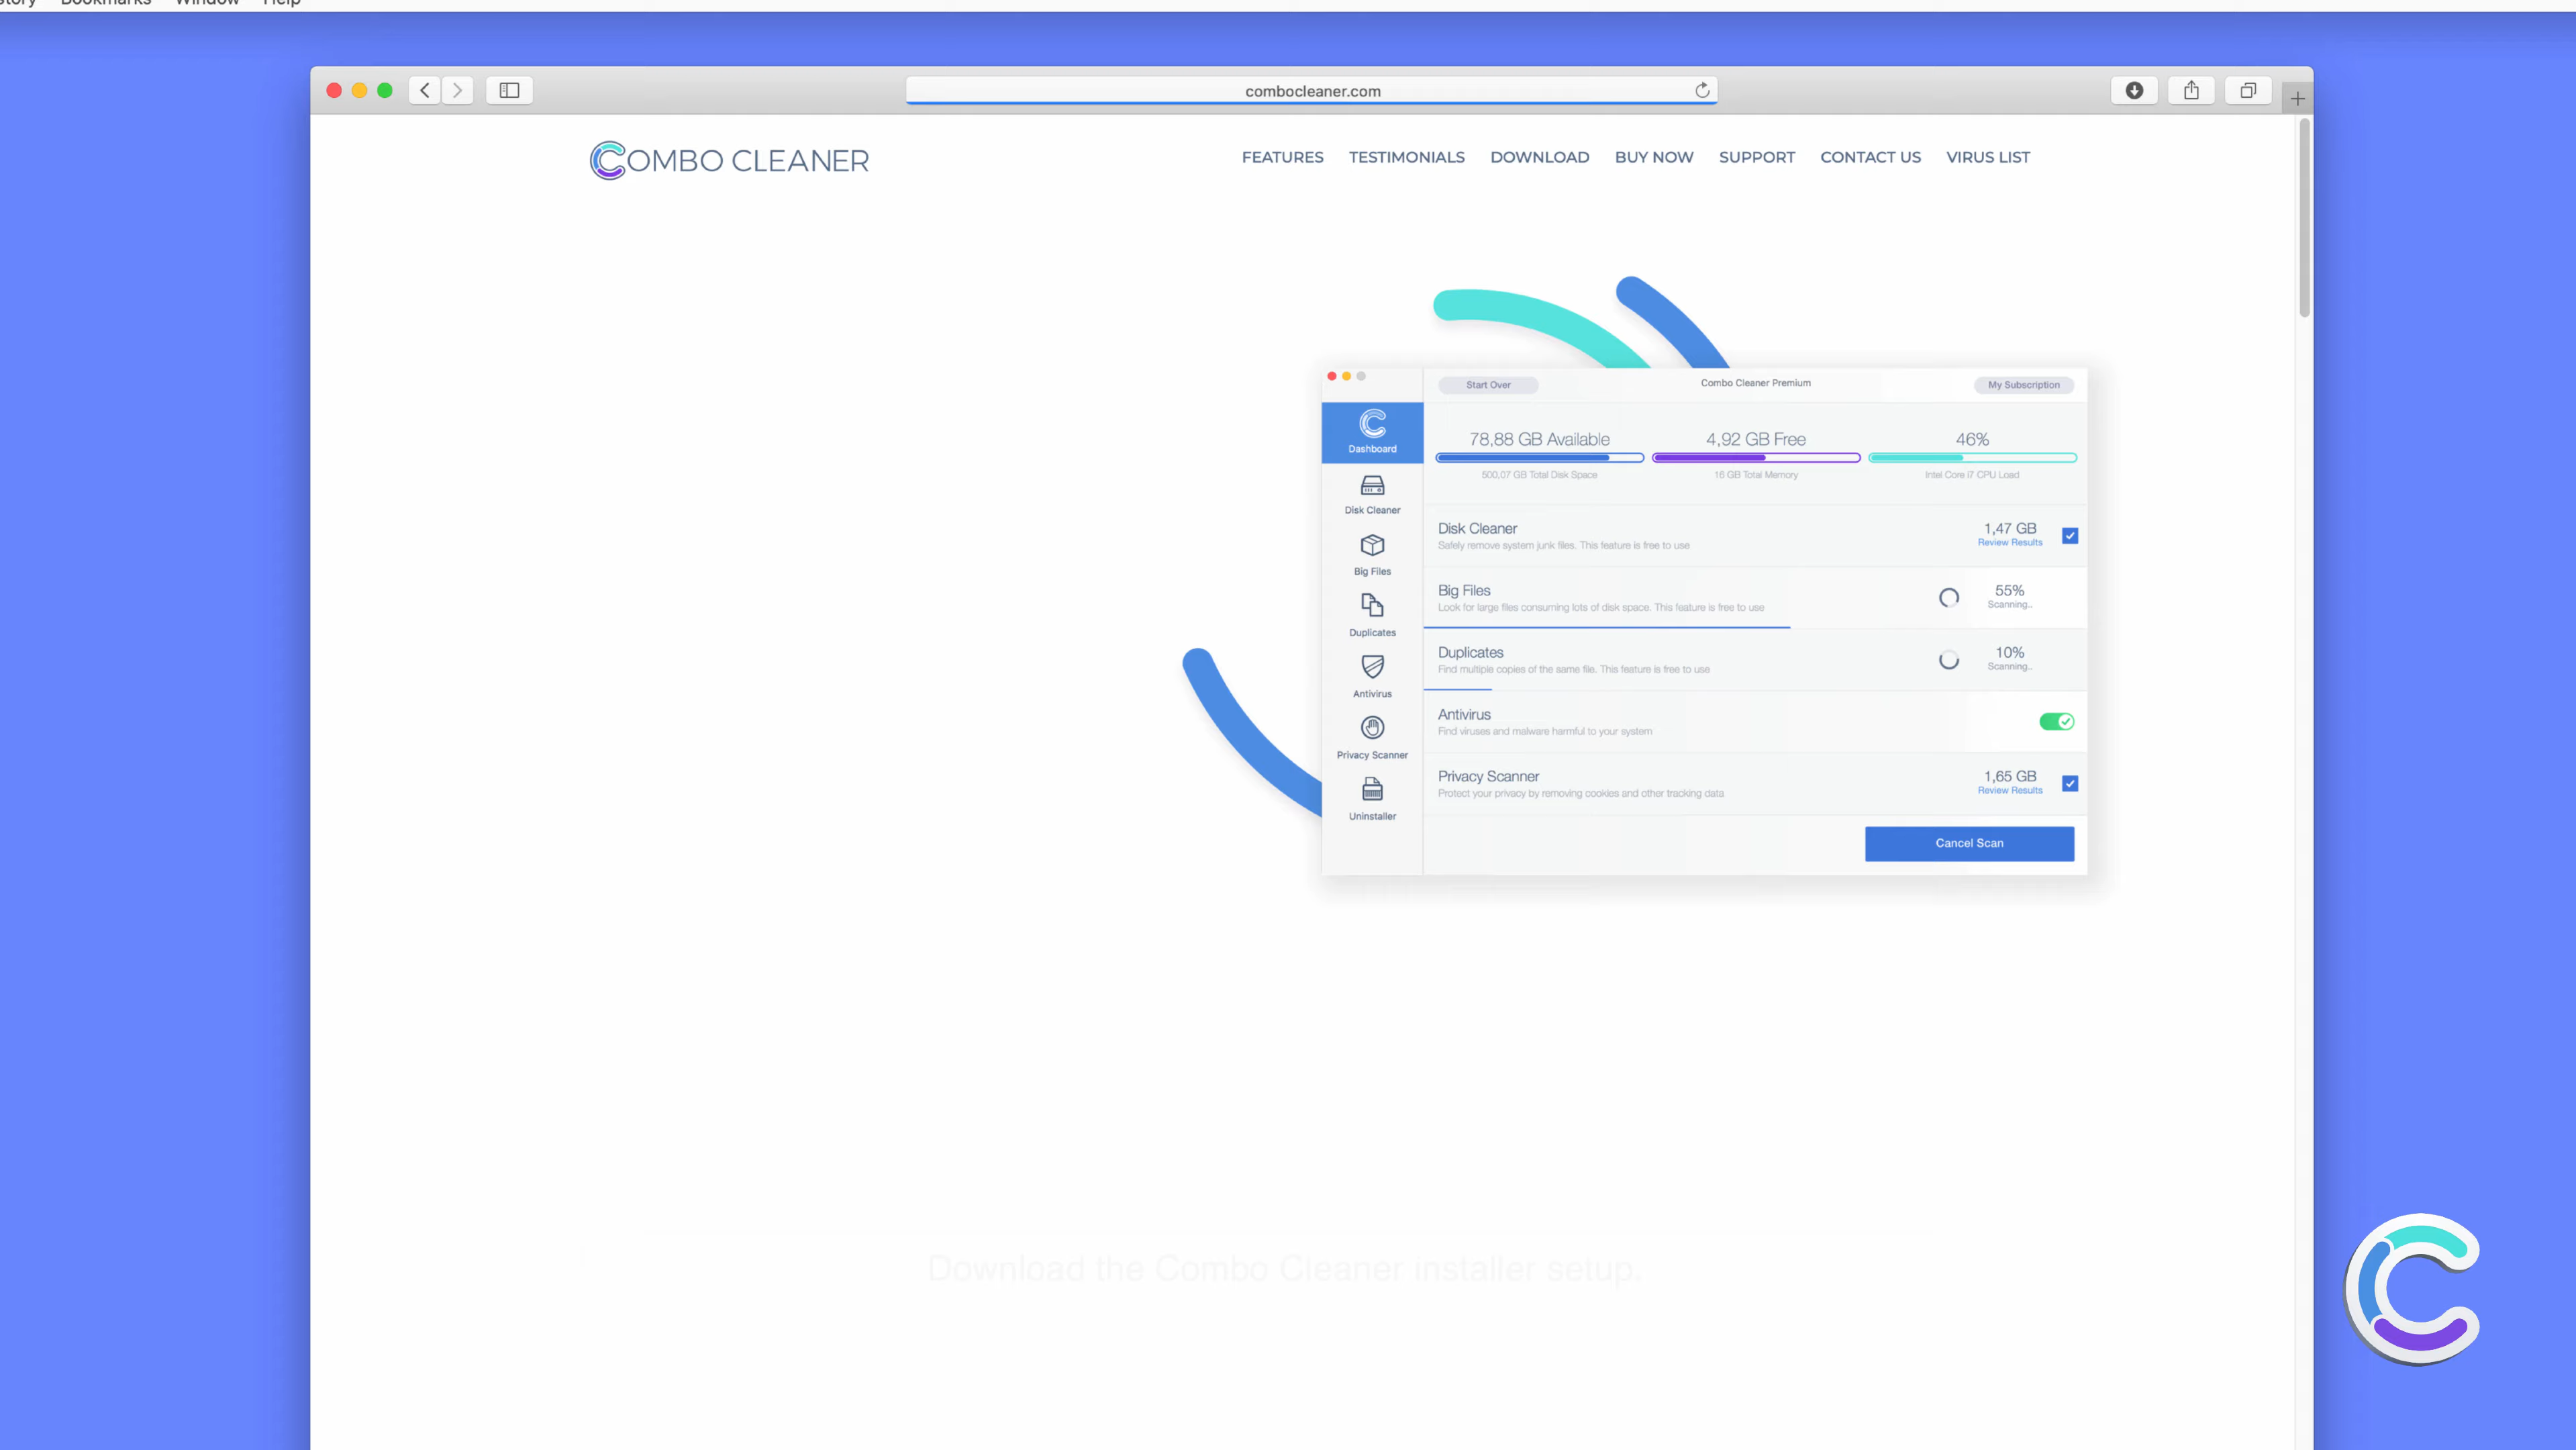 story Bookmarks Window Help
combocleaner.com
COMBO CLEANER
FEATURES TESTIMONIALS DOWNLOAD BUY NOW SUPPORT CONTACT US VIRUS LIST
Start Over Combo Cleaner Premium My Subscription
Dashboard
Disk Cleaner
Big Files
Duplicates
Antivirus
Privacy Scanner
Uninstaller
78,88 GB Available 4,92 GB Free 46%
500,07 GB Total Disk Space 16 GB Total Memory Intel Core i7 CPU Load
Disk Cleaner 1,47 GB
Safely remove system junk files. This feature is free to use Review Results
Big Files 55%
Look for large files consuming lots of disk space. This feature is free to use Scanning..
Duplicates 10%
Find multiple copies of the same file. This feature is free to use Scanning..
Antivirus
Find viruses and malware harmful to your system
Privacy Scanner 1,65 GB
Protect your privacy by removing cookies and other tracking data Review Results
Cancel Scan
Download the Combo Cleaner installer setup.